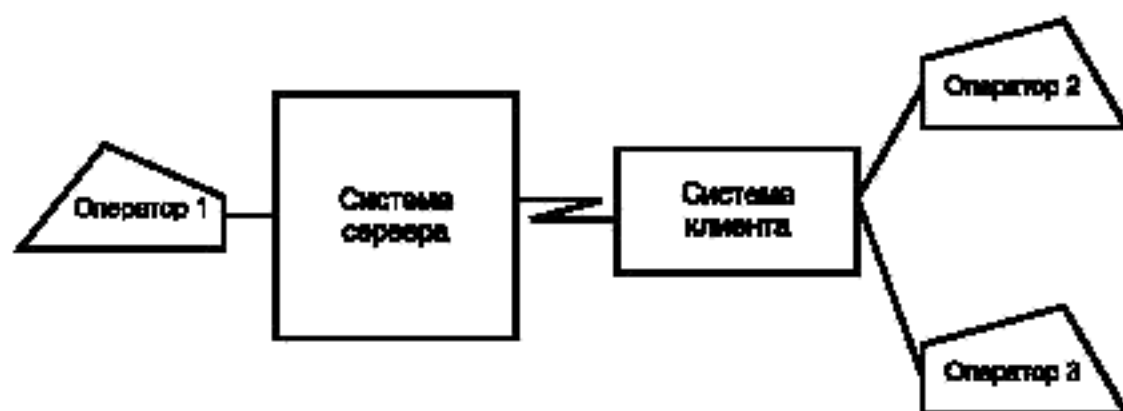 Оператор 1
Система
сервера
Система
клиента
Оператор 2
Оператор 3